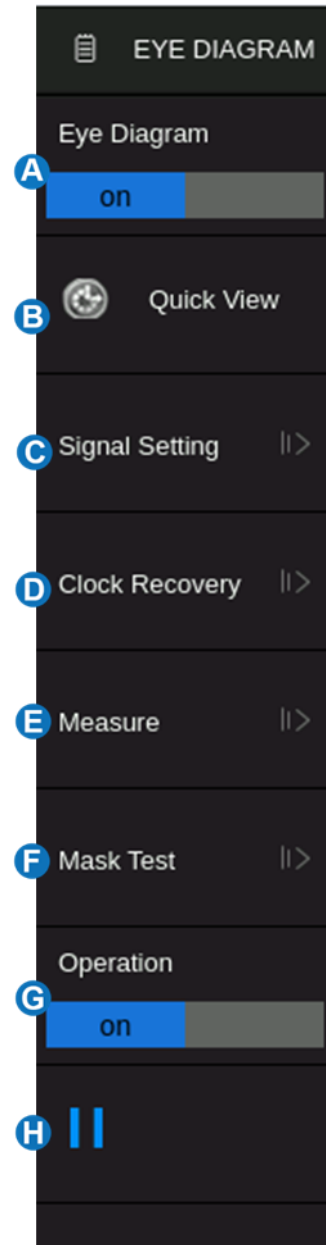 EYE DIAGRAM
Eye Diagram
A
on
B
Quick View
C
Signal Setting
D
Clock Recovery
E
Measure
F
Mask Test
Operation
G
on
H